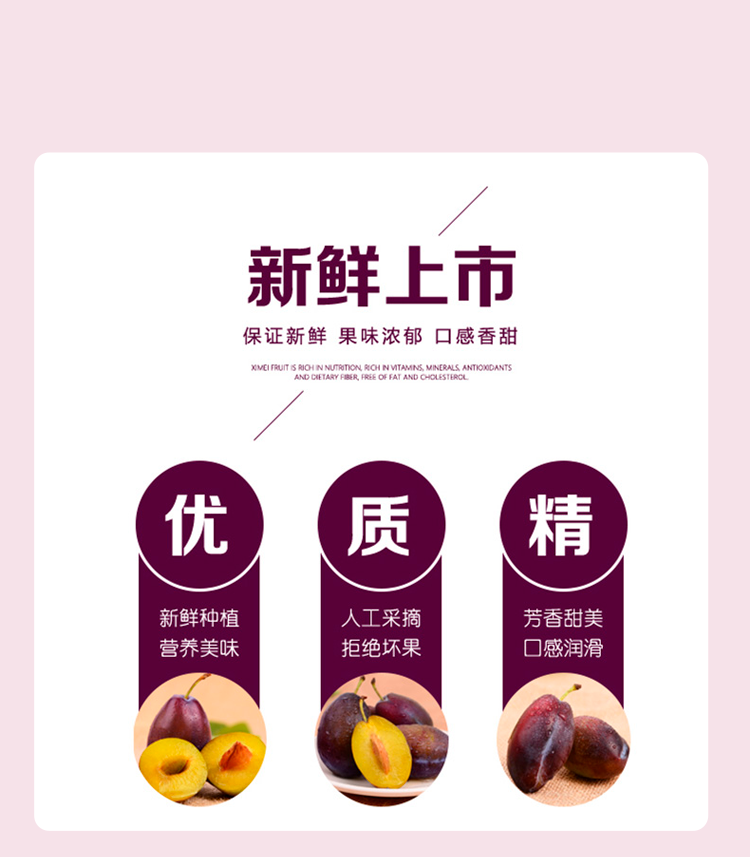 新鲜上市
保证新鲜 果味浓郁 口感香甜
XIMEI FRUIT IS RICH IN NUTRITION, RICH IN VITAMINS, MINERALS, ANTIOXIDANTS
AND DIETARY FIBER, FREE OF FAT AND CHOLESTEROL.
优
新鲜种植
营养美味
质
人工采摘
拒绝坏果
精
芳香甜美
口感润滑